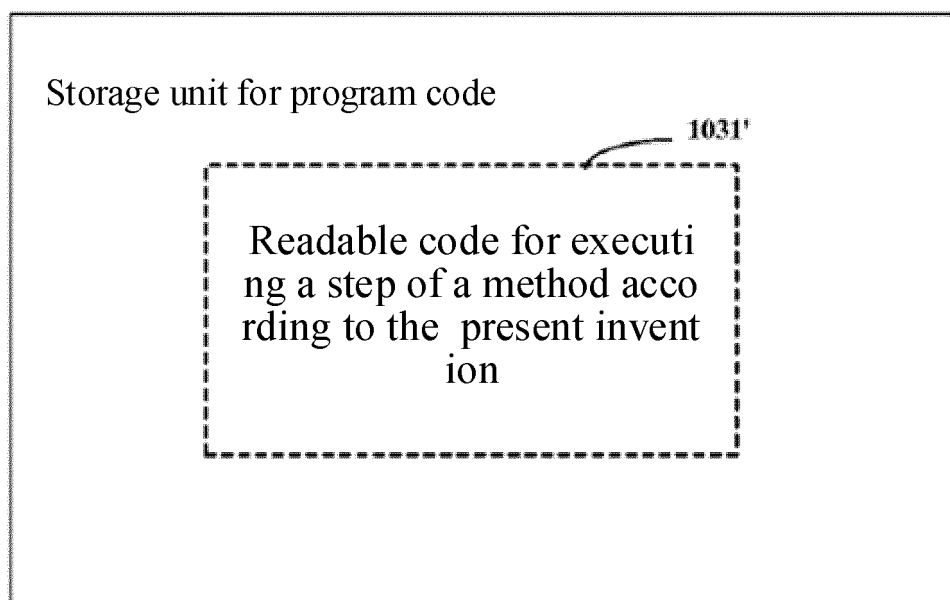 Storage unit for program code
1031'
Readable code for executi
ng a step of a method acco
rding to the present invent
ion